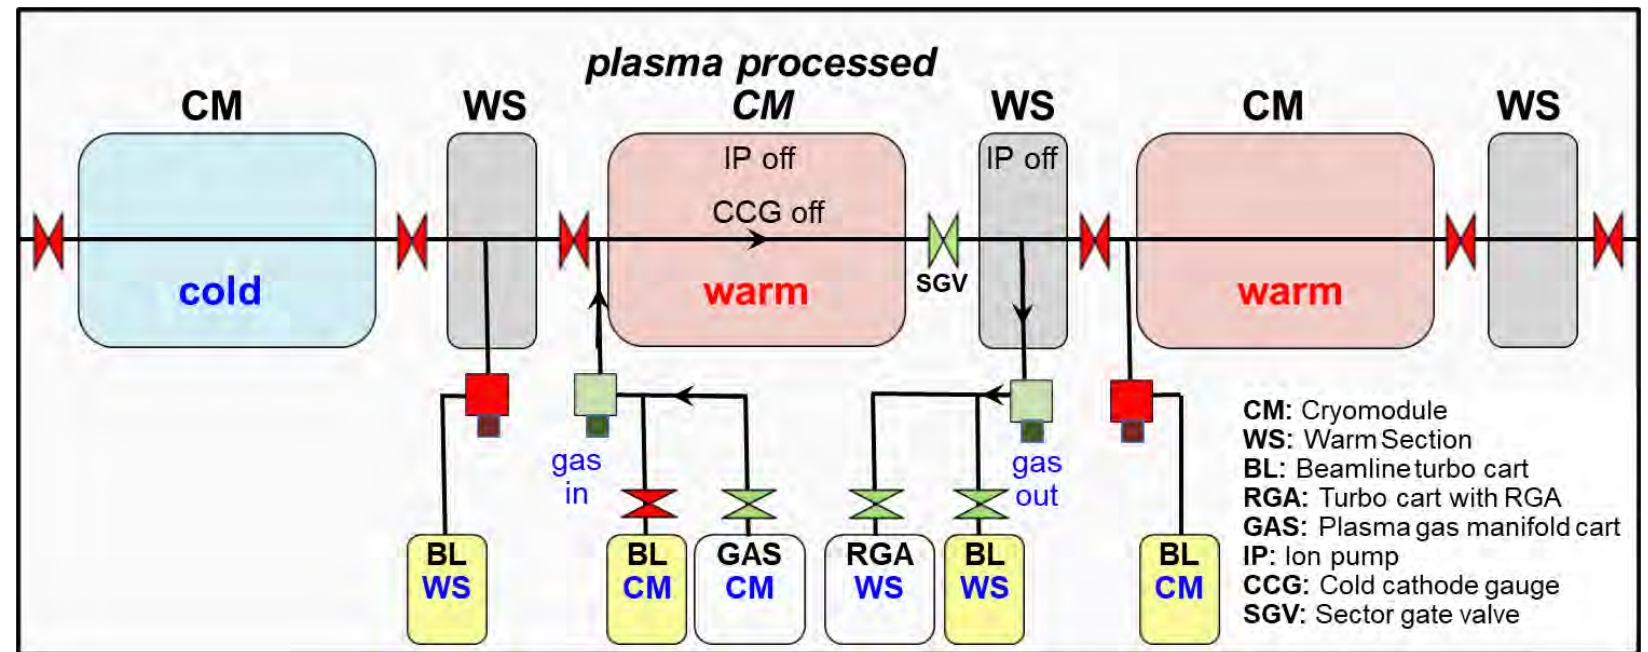 plasma processed
CM
WS
CM
WS
CM
WS
IP off
IP off
CCG off
cold
warm
SGV
warm
gas
in
gas
out
BL
WS
BL
CM
GAS
CM
RGA
WS
BL
WS
BL
CM
CM: Cryomodule
WS: Warm Section
BL: Beamline turbo cart
RGA: Turbo cart with RGA
GAS: Plasma gas manifold cart
IP: Ion pump
CCG: Cold cathode gauge
SGV: Sector gate valve